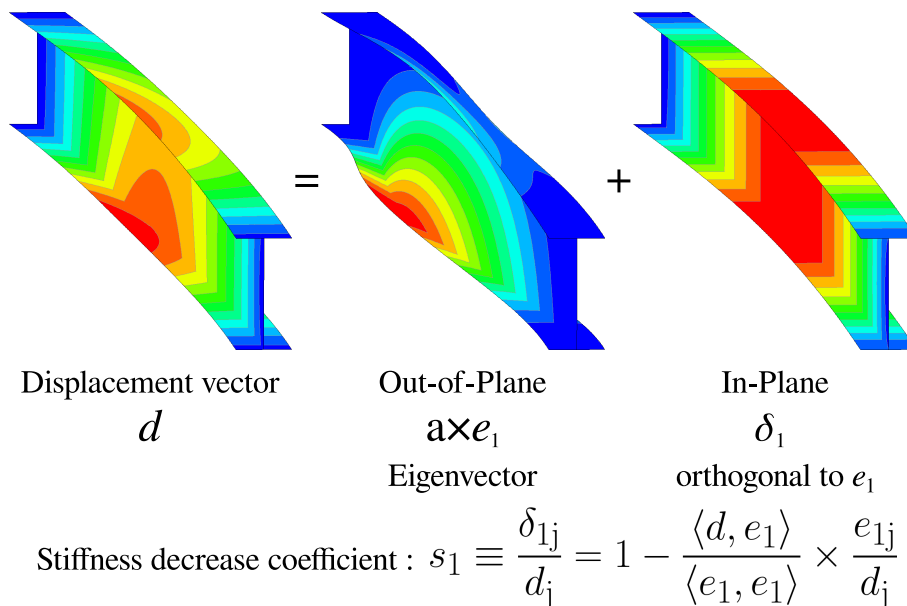 = +
Displacement vector Out-of-Plane In-Plane
d a×e₁ δ₁
Eigenvector orthogonal to e₁
Stiffness decrease coefficient : s₁ ≡ δ₁ⱼ/dⱼ = 1 − ⟨d, e₁⟩/⟨e₁, e₁⟩ × e₁ⱼ/dⱼ